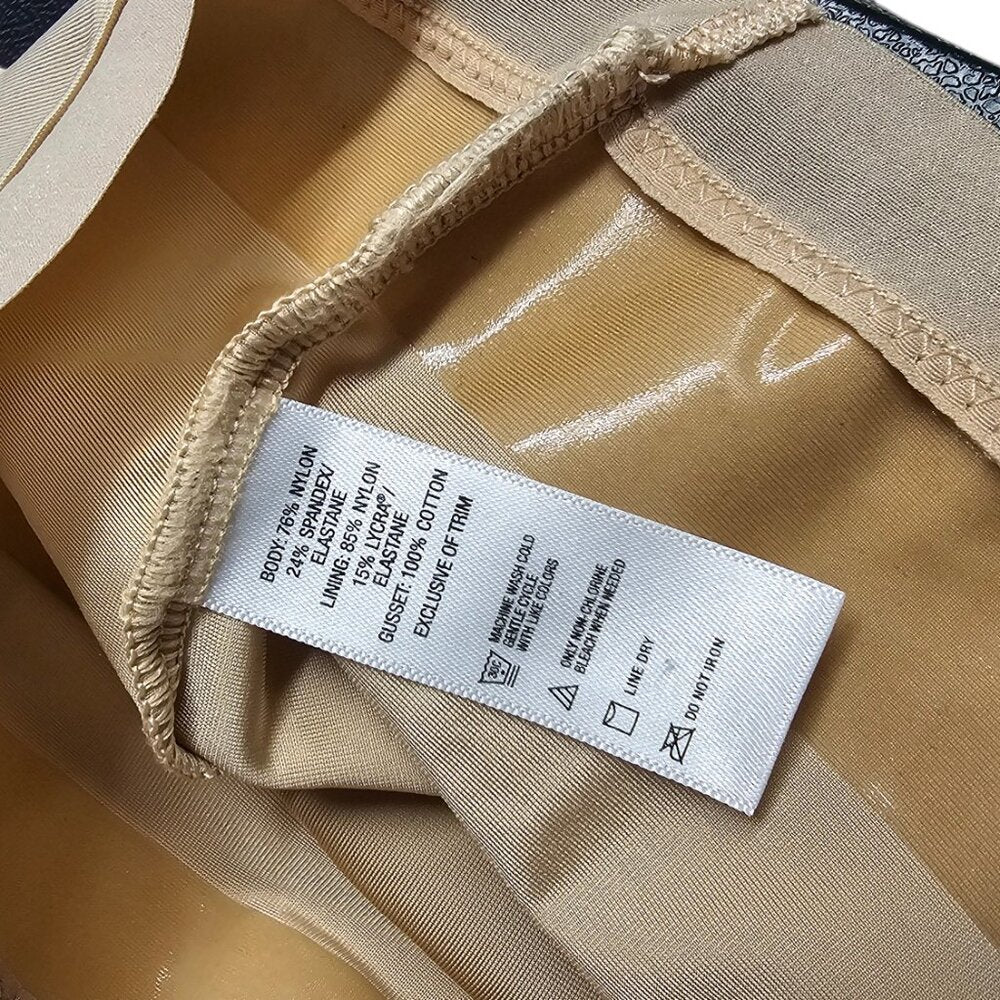 BODY: 76% NYLON
24% SPANDEX/
ELASTANE
LINING: 85% NYLON
15% LYCRA®/
ELASTANE
GUSSET: 100% COTTON
EXCLUSIVE OF TRIM
30C
MACHINE WASH COLD
GENTLE CYCLE
WITH LIKE COLORS
ONLY NON-CHLORINE
BLEACH WHEN NEEDED
LINE DRY
DO NOT IRON